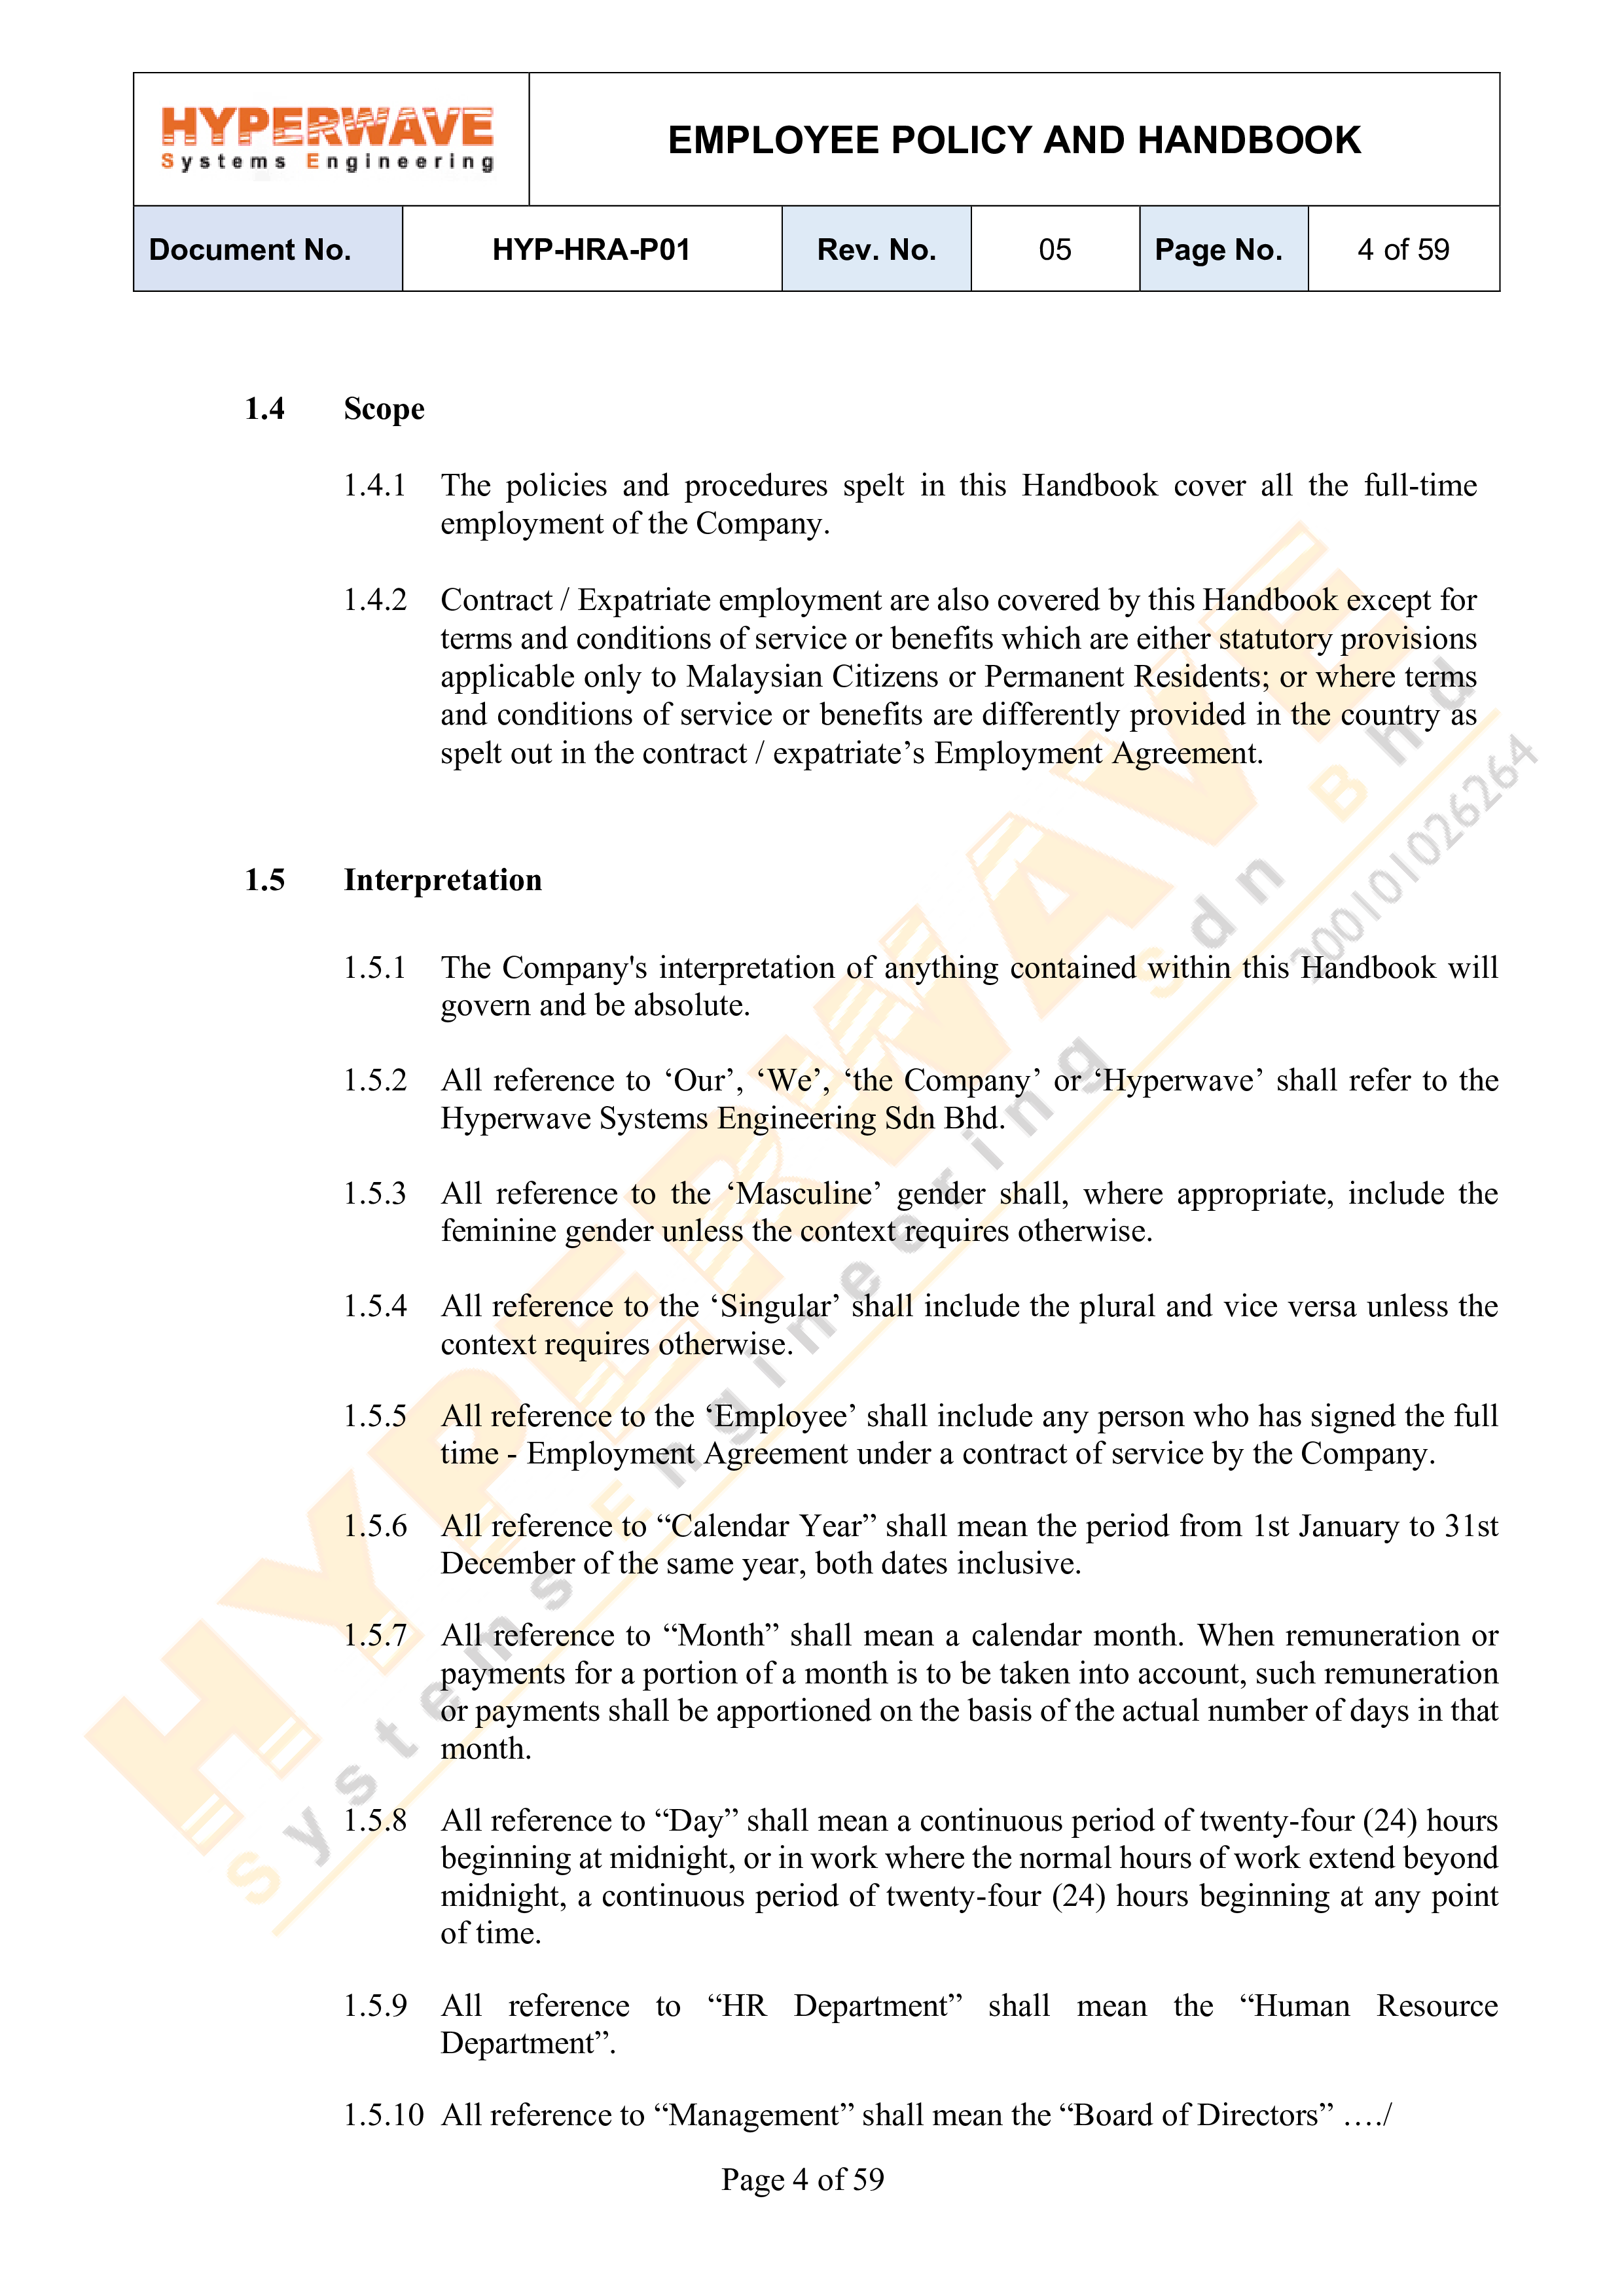 HYPERWAVE
Systems Engineering
EMPLOYEE POLICY AND HANDBOOK
Document No. HYP-HRA-P01 Rev. No. 05 Page No. 4 of 59
1.4 Scope
1.4.1 The policies and procedures spelt in this Handbook cover all the full-time
employment of the Company.
1.4.2 Contract / Expatriate employment are also covered by this Handbook except for
terms and conditions of service or benefits which are either statutory provisions
applicable only to Malaysian Citizens or Permanent Residents; or where terms
and conditions of service or benefits are differently provided in the country as
spelt out in the contract / expatriate’s Employment Agreement.
1.5 Interpretation
1.5.1 The Company's interpretation of anything contained within this Handbook will
govern and be absolute.
1.5.2 All reference to ‘Our’, ‘We’, ‘the Company’ or ‘Hyperwave’ shall refer to the
Hyperwave Systems Engineering Sdn Bhd.
1.5.3 All reference to the ‘Masculine’ gender shall, where appropriate, include the
feminine gender unless the context requires otherwise.
1.5.4 All reference to the ‘Singular’ shall include the plural and vice versa unless the
context requires otherwise.
1.5.5 All reference to the ‘Employee’ shall include any person who has signed the full
time - Employment Agreement under a contract of service by the Company.
1.5.6 All reference to “Calendar Year” shall mean the period from 1st January to 31st
December of the same year, both dates inclusive.
1.5.7 All reference to “Month” shall mean a calendar month. When remuneration or
payments for a portion of a month is to be taken into account, such remuneration
or payments shall be apportioned on the basis of the actual number of days in that
month.
1.5.8 All reference to “Day” shall mean a continuous period of twenty-four (24) hours
beginning at midnight, or in work where the normal hours of work extend beyond
midnight, a continuous period of twenty-four (24) hours beginning at any point
of time.
1.5.9 All reference to “HR Department” shall mean the “Human Resource
Department”.
1.5.10 All reference to “Management” shall mean the “Board of Directors” …./
Page 4 of 59
HYPERWAVE
Systems Engineering Sdn Bhd
200101026264